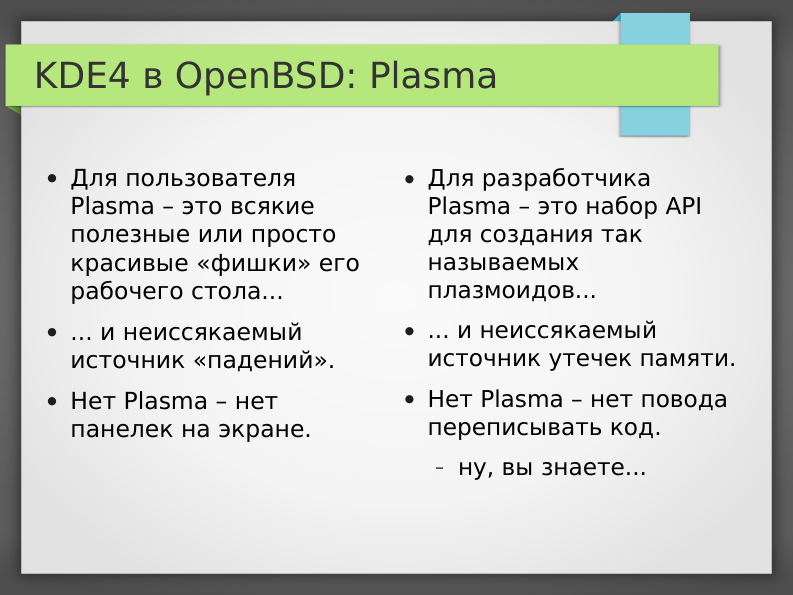 KDE4 в OpenBSD: Plasma
• Для пользователя
Plasma – это всякие
полезные или просто
красивые «фишки» его
рабочего стола...
• ... и неиссякаемый
источник «падений».
• Нет Plasma – нет
панелек на экране.
• Для разработчика
Plasma – это набор API
для создания так
называемых
плазмоидов...
• ... и неиссякаемый
источник утечек памяти.
• Нет Plasma – нет повода
переписывать код.
– ну, вы знаете...